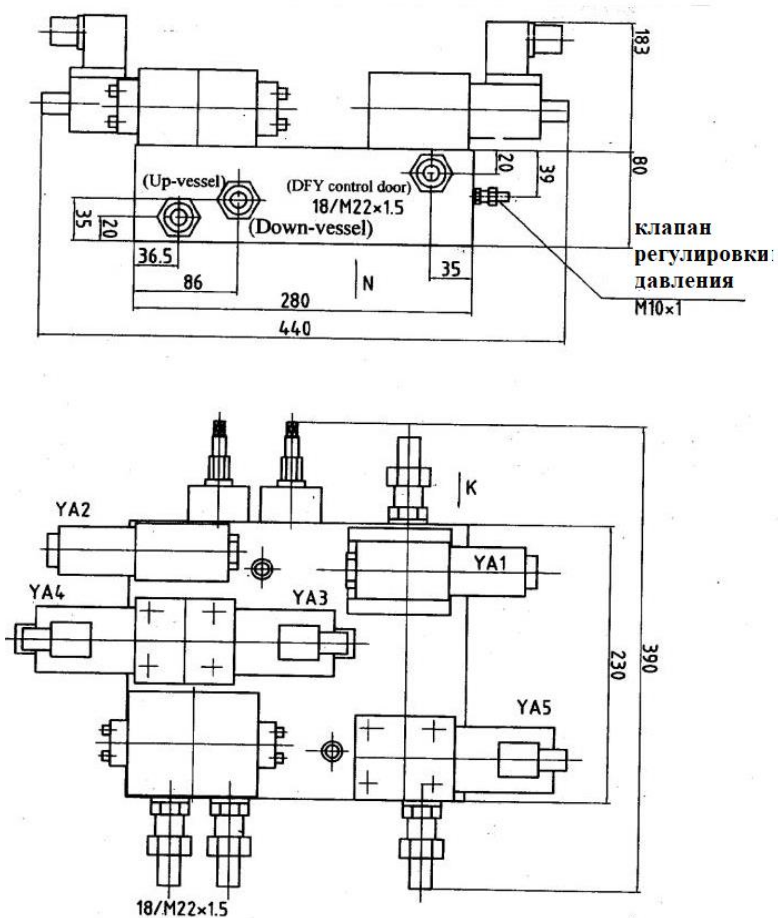 183
(Up-vessel)
(DFY control door)
18/M22×1.5
(Down-vessel)
20
39
80
35
20
36.5
86
N
35
280
440
клапан
регулировки
давления
M10×1
K
YA2
YA1
YA4
YA3
YA5
230
390
18/M22×1.5